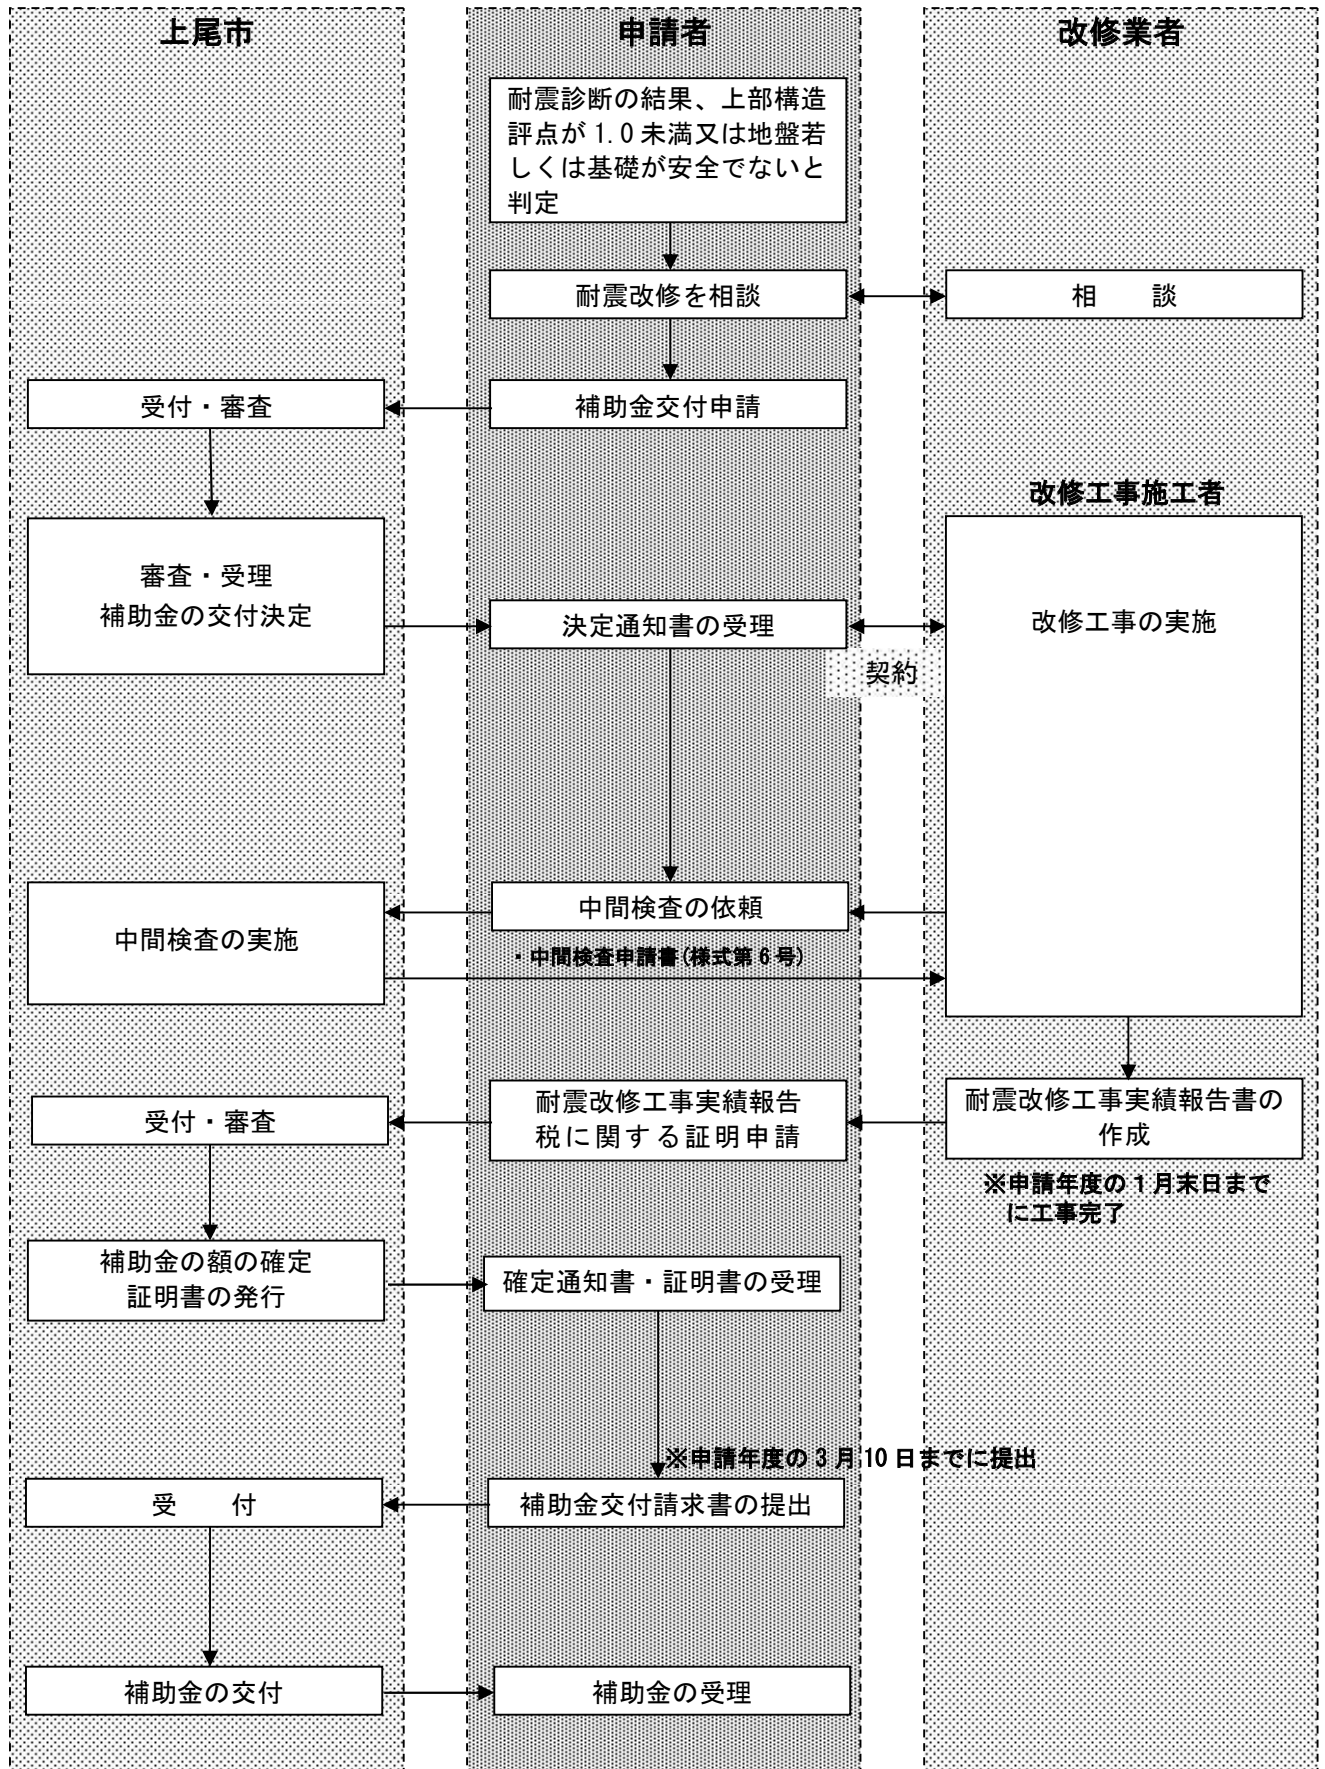 上尾市
申請者
改修業者
耐震診断の結果、上部構造
評点が1.0未満又は地盤若
しくは基礎が安全でないと
判定
耐震改修を相談
相　　談
受付・審査
補助金交付申請
改修工事施工者
審査・受理
補助金の交付決定
決定通知書の受理
改修工事の実施
契約
中間検査の実施
中間検査の依頼
・中間検査申請書(様式第6号)
受付・審査
耐震改修工事実績報告
税に関する証明申請
耐震改修工事実績報告書の
作成
※申請年度の1月末日まで
に工事完了
補助金の額の確定
証明書の発行
確定通知書・証明書の受理
※申請年度の3月10日までに提出
受　　付
補助金交付請求書の提出
補助金の交付
補助金の受理